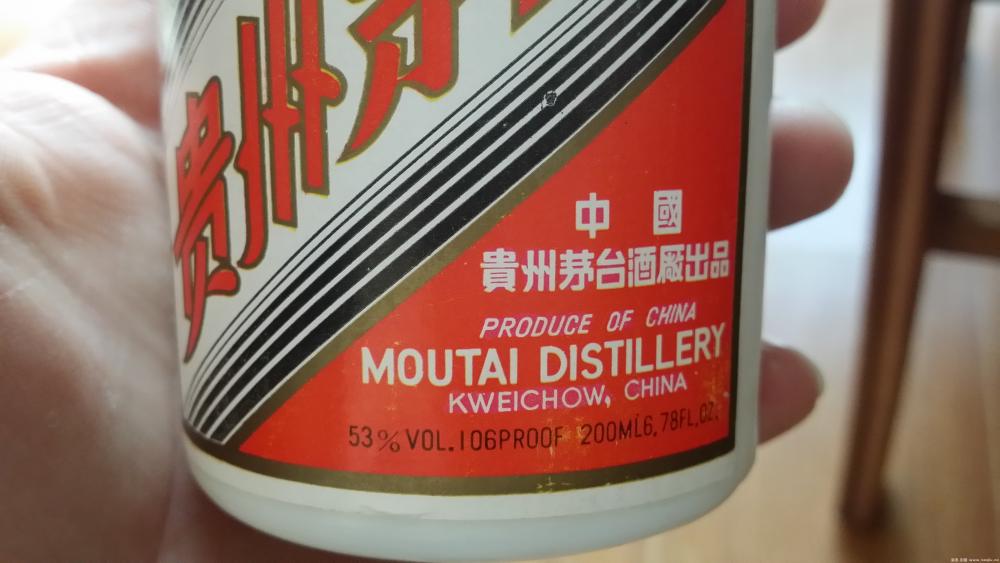 贵州茅
中 國
貴州茅台酒厰出品
PRODUCE OF CHINA
MOUTAI DISTILLERY
KWEICHOW, CHINA
53% VOL. 106PROOF 200ML6.78FL.OZ.